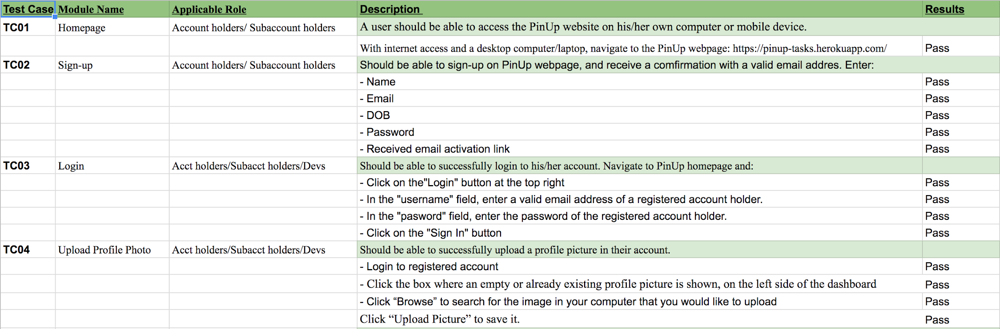 Test Case Module Name Applicable Role Description Results
TC01 Homepage Account holders/ Subaccount holders A user should be able to access the PinUp website on his/her own computer or mobile device.
With internet access and a desktop computer/laptop, navigate to the PinUp webpage: https://pinup-tasks.herokuapp.com/ Pass
TC02 Sign-up Account holders/ Subaccount holders Should be able to sign-up on PinUp webpage, and receive a comfirmation with a valid email addres. Enter:
- Name Pass
- Email Pass
- DOB Pass
- Password Pass
- Received email activation link Pass
TC03 Login Acct holders/Subacct holders/Devs Should be able to successfully login to his/her account. Navigate to PinUp homepage and:
- Click on the"Login" button at the top right Pass
- In the "username" field, enter a valid email address of a registered account holder. Pass
- In the "pasword" field, enter the password of the registered account holder. Pass
- Click on the "Sign In" button Pass
TC04 Upload Profile Photo Acct holders/Subacct holders/Devs Should be able to successfully upload a profile picture in their account.
- Login to registered account Pass
- Click the box where an empty or already existing profile picture is shown, on the left side of the dashboard Pass
- Click “Browse” to search for the image in your computer that you would like to upload Pass
Click “Upload Picture” to save it. Pass